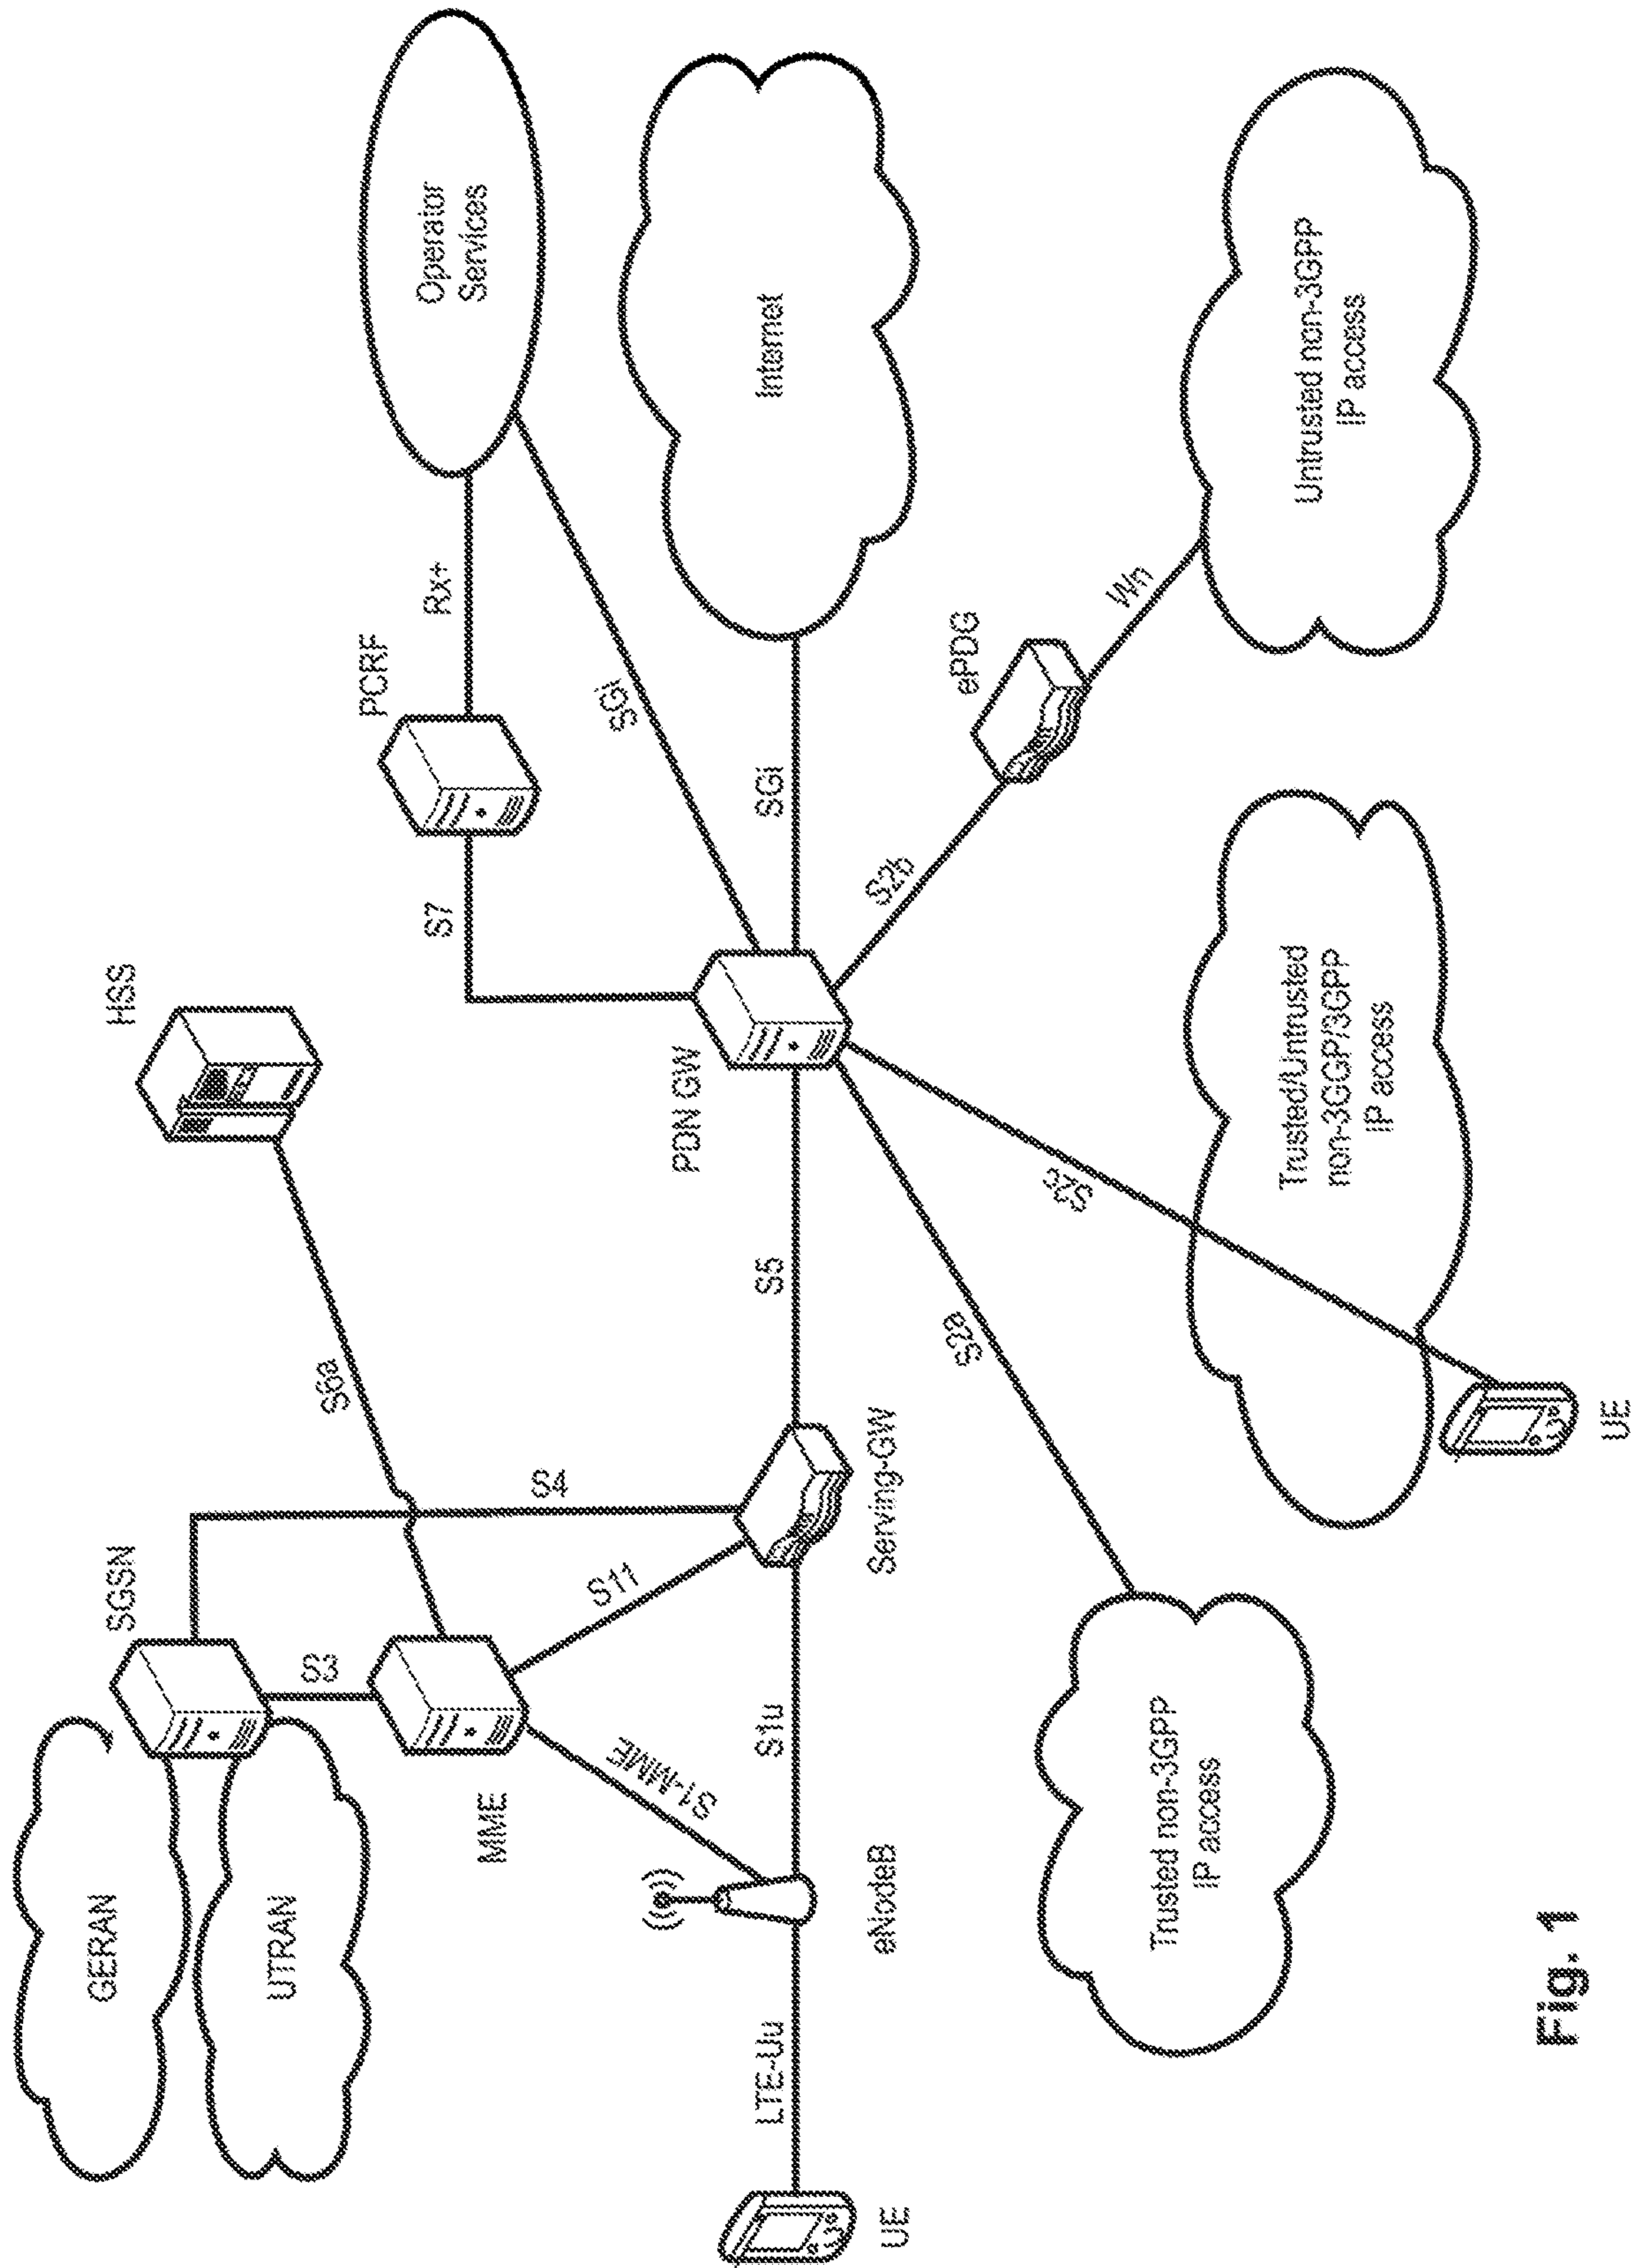 GERAN
SGSN
HSS
UTRAN
S3
S6a
PCRF
Rx+
Operator
Services
S7
MME
S4
S11
S1-MME
SGi
LTE-Uu
S1u
S5
PDN GW
SGi
Internet
UE
eNodeB
Serving-GW
S2b
ePDG
S2a
S2c
Wn
Trusted non-3GPP
IP access
Trusted/Untrusted
non-3GGP/3GPP
IP access
Untrusted non-3GPP
IP access
UE
Fig. 1